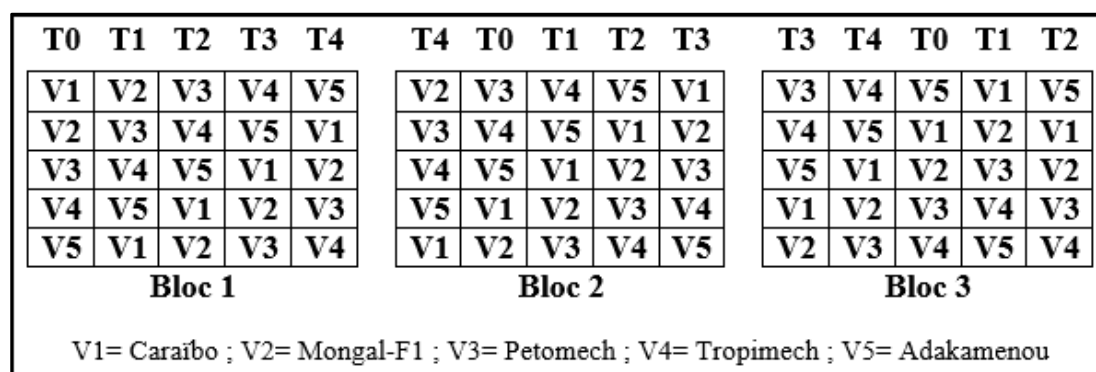 T0 T1 T2 T3 T4 T4 T0 T1 T2 T3 T3 T4 T0 T1 T2
V1 V2 V3 V4 V5 V2 V3 V4 V5 V1 V3 V4 V5 V1 V5
V2 V3 V4 V5 V1 V3 V4 V5 V1 V2 V4 V5 V1 V2 V1
V3 V4 V5 V1 V2 V4 V5 V1 V2 V3 V5 V1 V2 V3 V2
V4 V5 V1 V2 V3 V5 V1 V2 V3 V4 V1 V2 V3 V4 V3
V5 V1 V2 V3 V4 V1 V2 V3 V4 V5 V2 V3 V4 V5 V4
Bloc 1 Bloc 2 Bloc 3
V1= Caraïbo ; V2= Mongal-F1 ; V3= Petomech ; V4= Tropimech ; V5= Adakamenou